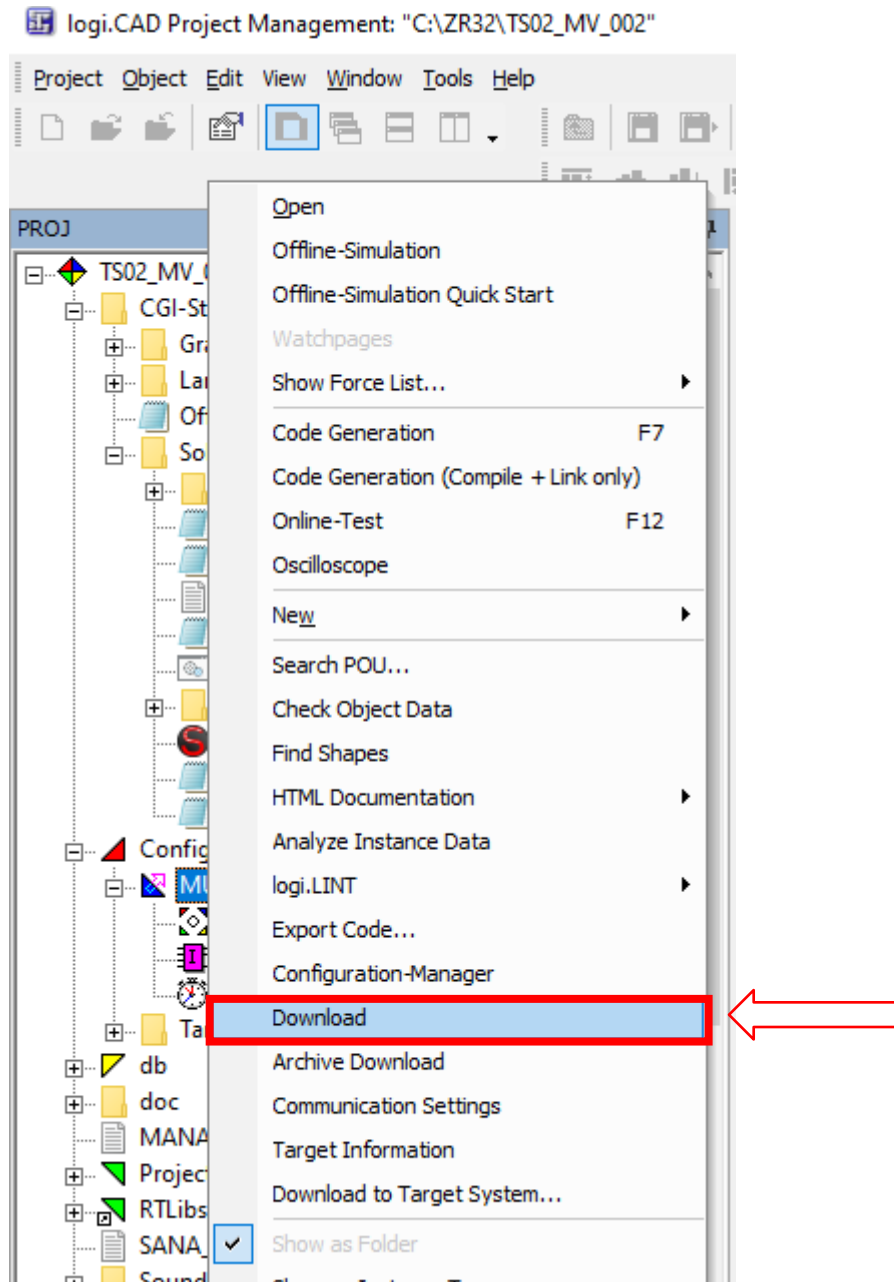 logi.CAD Project Management: "C:\ZR32\TS02_MV_002"
Project Object Edit View Window Tools Help
PROJ
TS02_MV_
CGI-St
Gra
Lan
Of
So
Config
MU
Ta
db
doc
MANA
Projec
RTLibs
SANA_
Sound
Open
Offline-Simulation
Offline-Simulation Quick Start
Watchpages
Show Force List...
Code Generation F7
Code Generation (Compile + Link only)
Online-Test F12
Oscilloscope
New
Search POU...
Check Object Data
Find Shapes
HTML Documentation
Analyze Instance Data
logi.LINT
Export Code...
Configuration-Manager
Download
Archive Download
Communication Settings
Target Information
Download to Target System...
Show as Folder